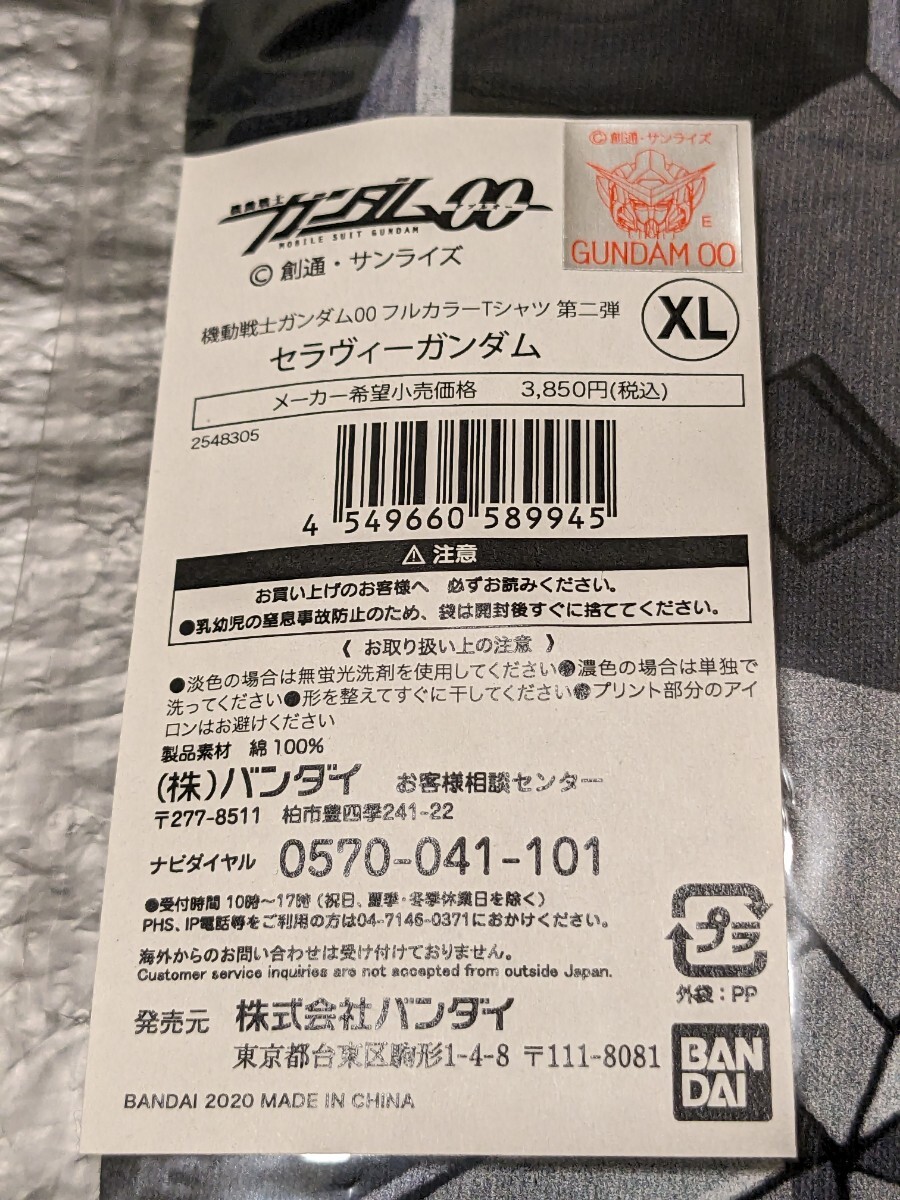 機動戦士
ガンダム00
ダブルオー
MOBILE SUIT GUNDAM
©創通・サンライズ
©創通・サンライズ
E
GUNDAM 00
機動戦士ガンダム00 フルカラーTシャツ 第二弾
セラヴィーガンダム
XL
メーカー希望小売価格 3,850円(税込)
2548305
4 549660 589945
⚠ 注意
お買い上げのお客様へ 必ずお読みください。
●乳幼児の窒息事故防止のため、袋は開封後すぐに捨ててください。
《 お取り扱い上の注意 》
●淡色の場合は無蛍光洗剤を使用してください●濃色の場合は単独で
洗ってください●形を整えてすぐに干してください●プリント部分のアイ
ロンはお避けください
製品素材 綿100%
(株)バンダイ お客様相談センター
〒277-8511 柏市豊四季241-22
ナビダイヤル 0570-041-101
●受付時間 10時〜17時 (祝日、夏季・冬季休業日を除く)
PHS、IP電話等をご利用の方は04-7146-0371におかけください。
海外からのお問い合わせは受け付けておりません。
Customer service inquiries are not accepted from outside Japan.
プラ
外袋:PP
発売元 株式会社バンダイ
東京都台東区駒形1-4-8 〒111-8081
BANDAI 2020 MADE IN CHINA
BAN
DAI